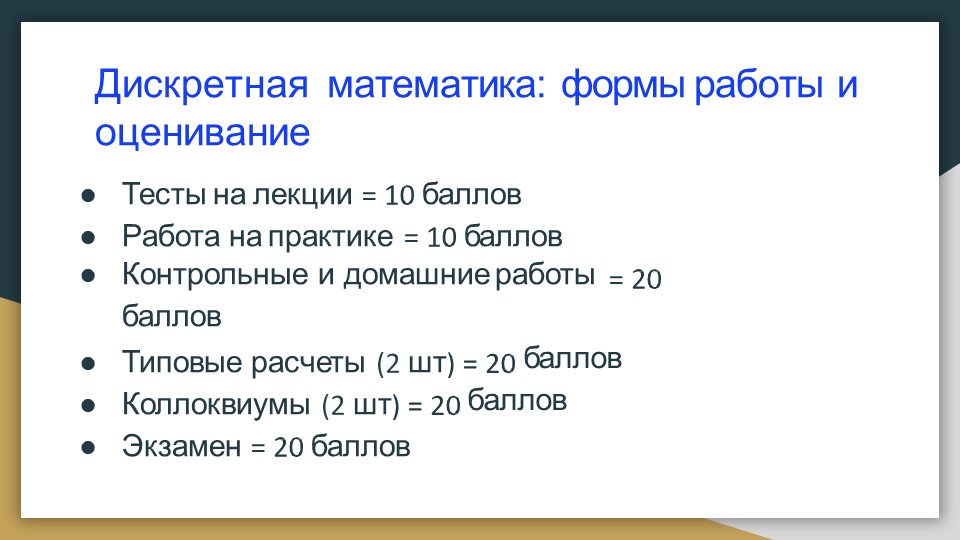 Дискретная математика: формы работы и
оценивание
● Тесты на лекции = 10 баллов
● Работа на практике = 10 баллов
● Контрольные и домашние работы = 20
баллов
● Типовые расчеты (2 шт) = 20 баллов
● Коллоквиумы (2 шт) = 20 баллов
● Экзамен = 20 баллов